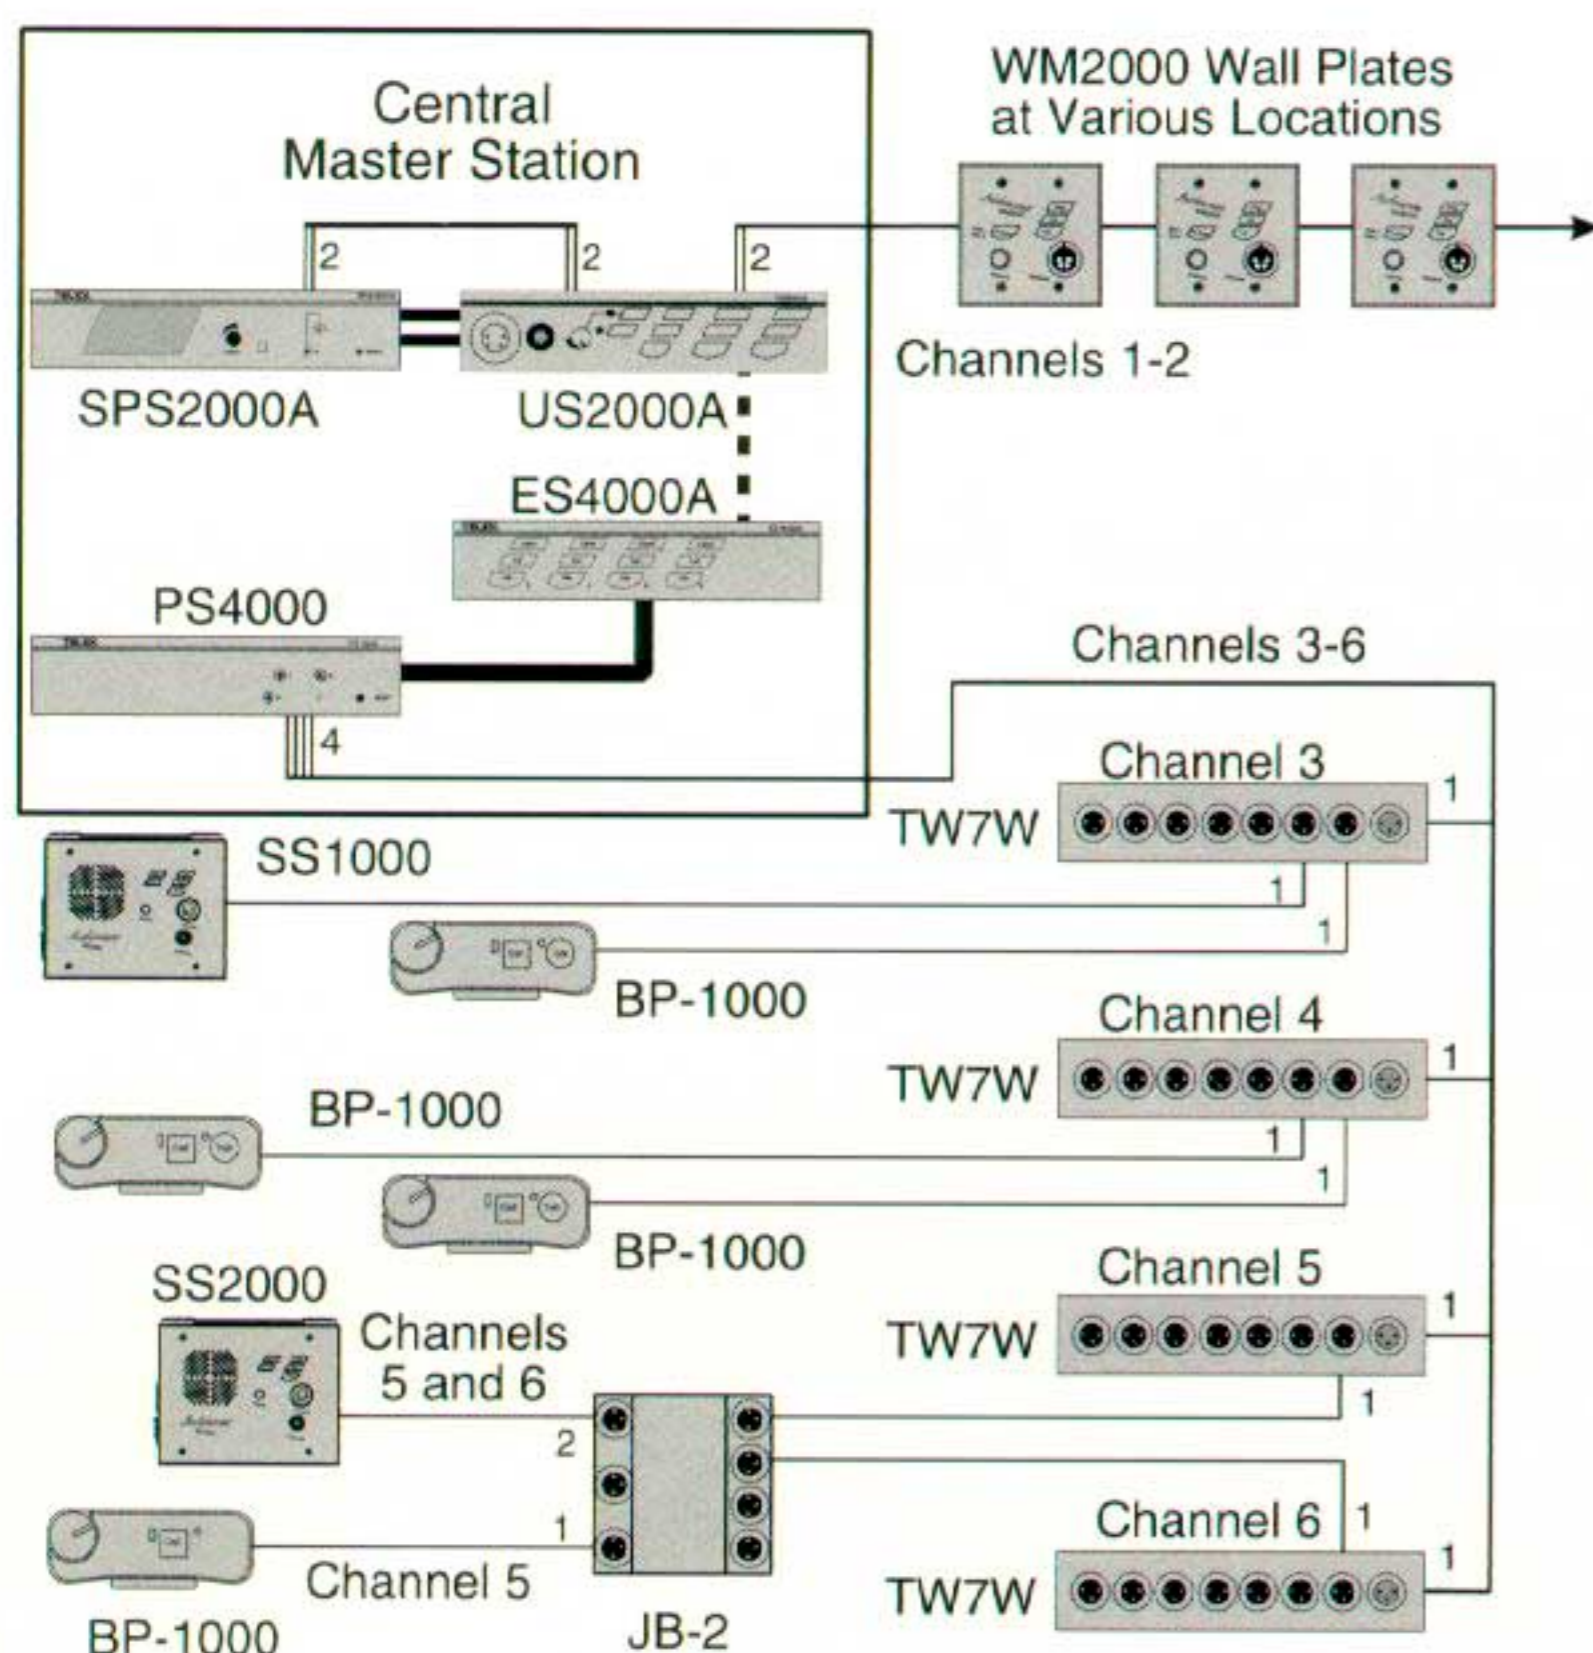 Central
Master Station
WM2000 Wall Plates
at Various Locations
2
2
2
SPS2000A
US2000A
Channels 1-2
ES4000A
PS4000
4
Channels 3-6
Channel 3
1
TW7W
SS1000
1
1
BP-1000
Channel 4
1
TW7W
BP-1000
1
1
BP-1000
Channel 5
1
TW7W
SS2000
Channels
5 and 6
2
1
Channel 6
1
1
TW7W
1
Channel 5
BP-1000
JB-2